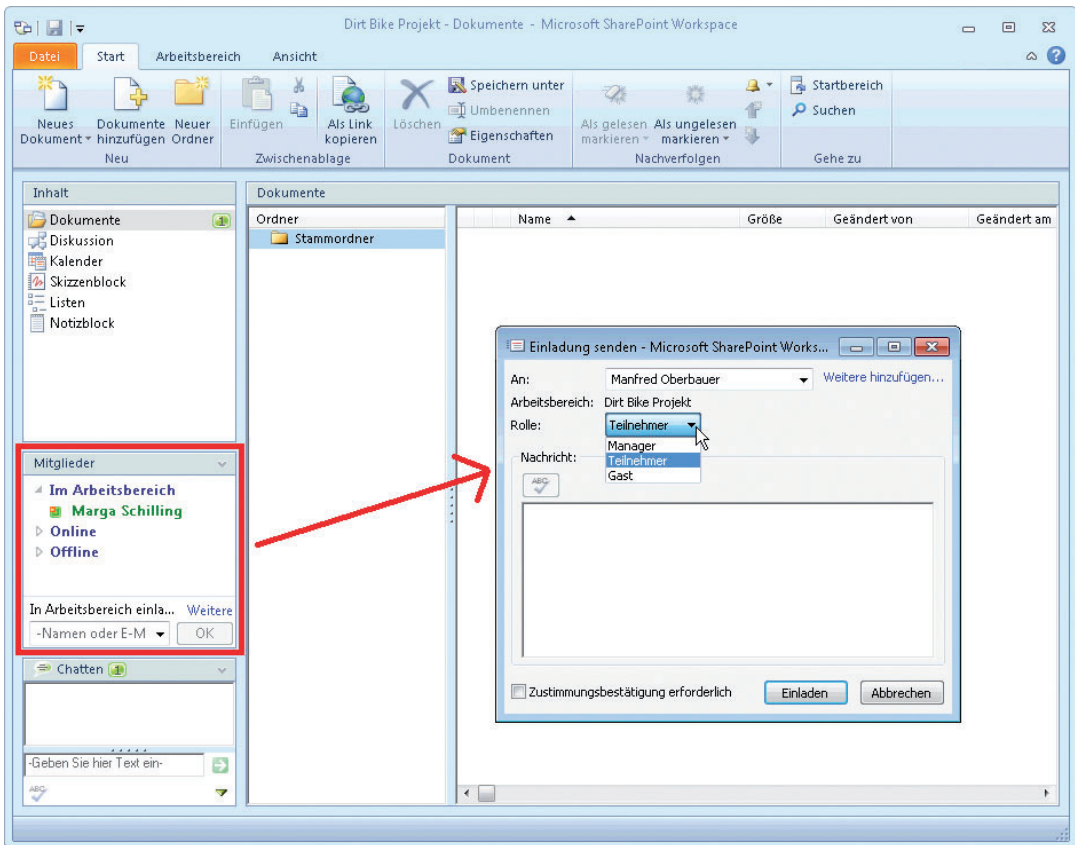 Dirt Bike Projekt - Dokumente - Microsoft SharePoint Workspace
Datei Start Arbeitsbereich Ansicht
Neues Dokument
Dokumente hinzufügen
Neuer Ordner
Neu
Einfügen
Als Link kopieren
Zwischenablage
Löschen
Speichern unter
Umbenennen
Eigenschaften
Dokument
Als gelesen markieren
Als ungelesen markieren
Nachverfolgen
Startbereich
Suchen
Gehe zu
Inhalt
Dokumente
Diskussion
Kalender
Skizzenblock
Listen
Notizblock
Mitglieder
Im Arbeitsbereich
Marga Schilling
Online
Offline
In Arbeitsbereich einla... Weitere
-Namen oder E-M OK
Chatten
-Geben Sie hier Text ein-
ABC
Dokumente
Ordner
Stammordner
Name Größe Geändert von Geändert am
Einladung senden - Microsoft SharePoint Works...
An: Manfred Oberbauer Weitere hinzufügen...
Arbeitsbereich: Dirt Bike Projekt
Rolle: Teilnehmer
Manager
Teilnehmer
Gast
Nachricht:
ABC
Zustimmungsbestätigung erforderlich Einladen Abbrechen